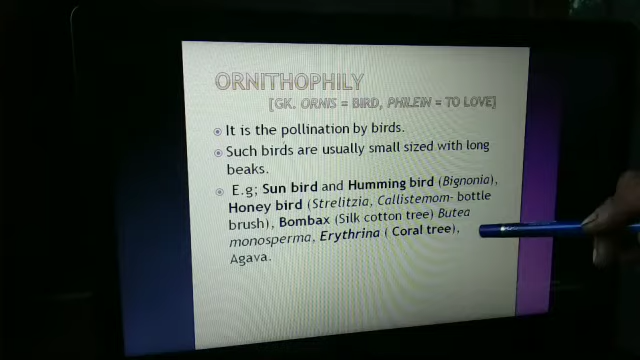 ORNITHOPHILY
[GK. ORNIS = BIRD, PHILEIN = TO LOVE]
It is the pollination by birds.
Such birds are usually small sized with long
beaks.
E.g; Sun bird and Humming bird (Bignonia),
Honey bird (Strelitzia, Callistemom- bottle
brush), Bombax (Silk cotton tree) Butea
monosperma, Erythrina ( Coral tree),
Agava.